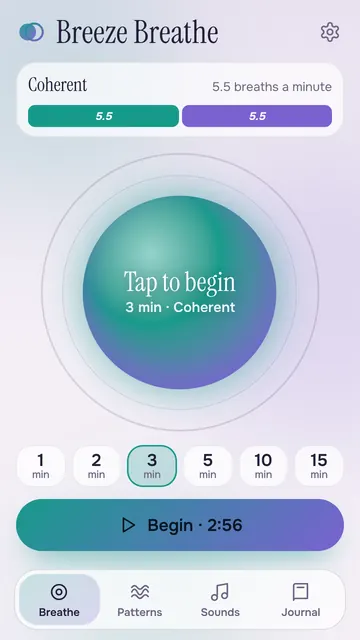 Breeze Breathe
Coherent
5.5 breaths a minute
5.5
5.5
Tap to begin
3 min · Coherent
1
min
2
min
3
min
5
min
10
min
15
min
Begin · 2:56
Breathe
Patterns
Sounds
Journal